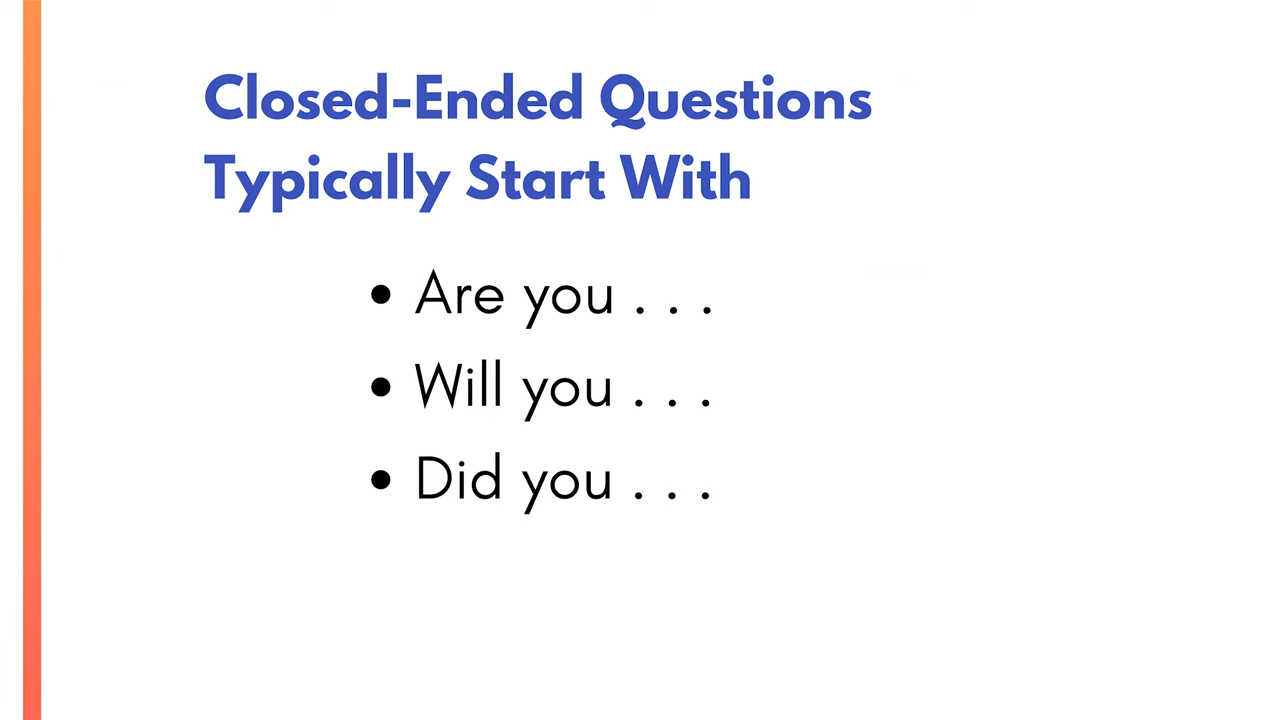 Closed-Ended Questions
Typically Start With
• Are you . . .
• Will you . . .
• Did you . . .